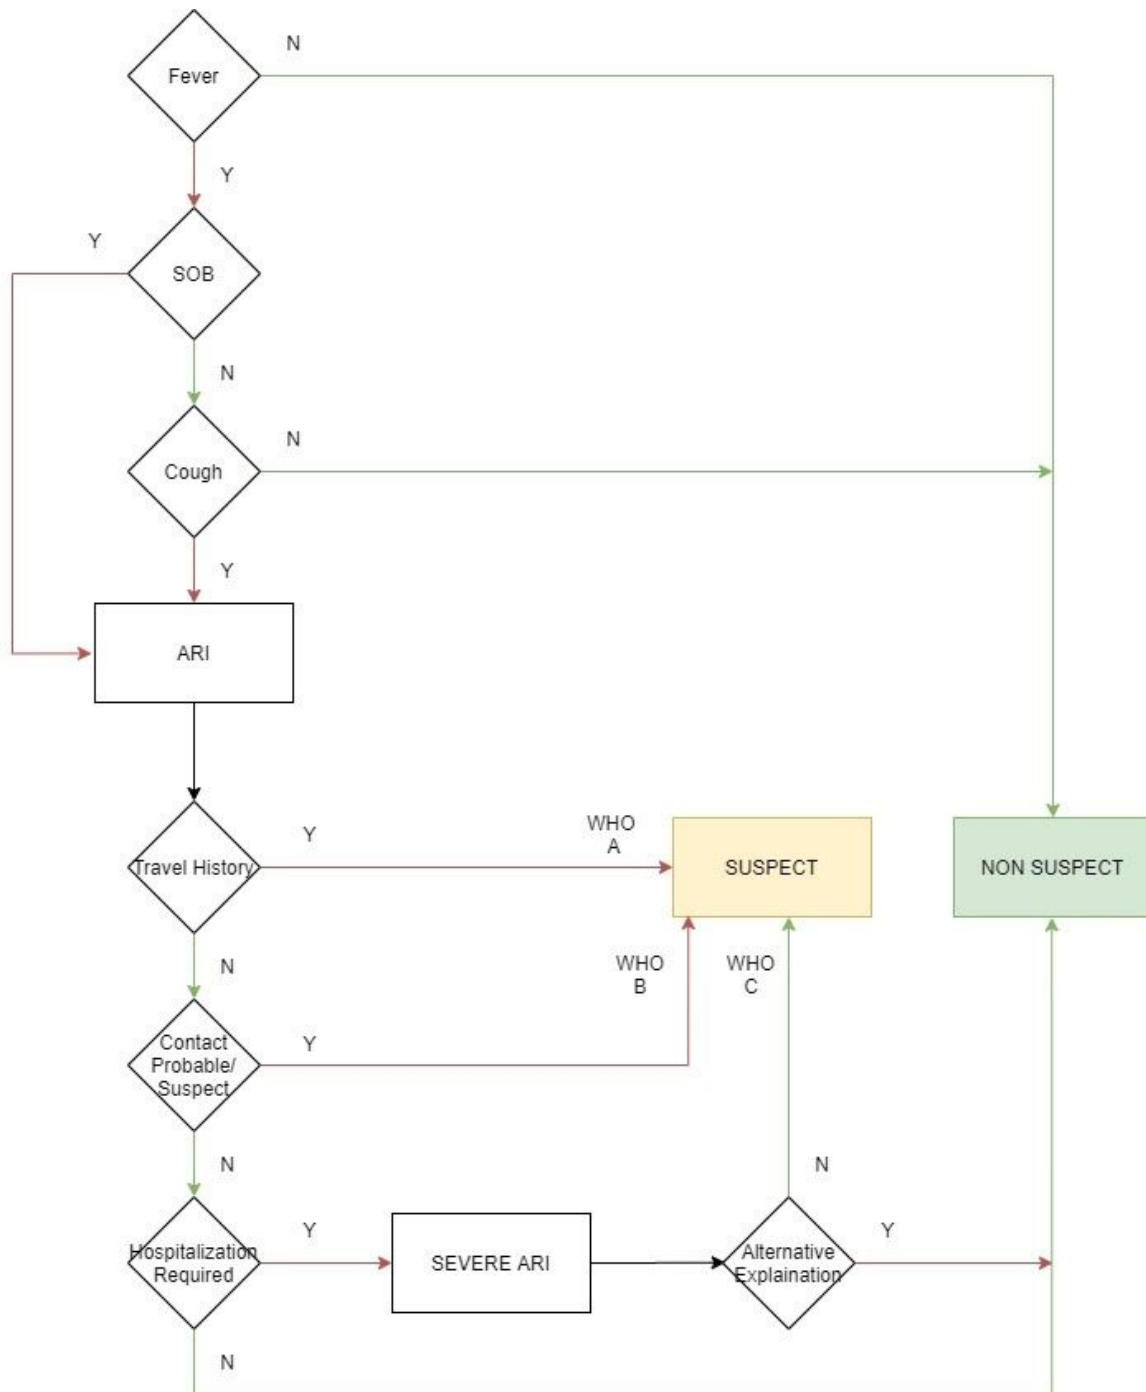 N
Fever
Y
Y
SOB
N
N
Cough
Y
ARI
Y
WHO
A
Travel History
SUSPECT
NON SUSPECT
N
WHO
B
WHO
C
Contact
Probable/
Suspect
Y
N
N
Y
Hospitalization
Required
SEVERE ARI
Alternative
Explaination
Y
N